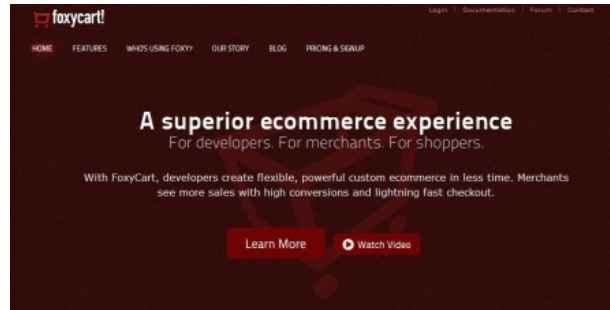 foxycart!
Login | Documentation | Forum | Contact
HOME FEATURES WHO'S USING FOXY? OUR STORY BLOG PRICING & SIGNUP
A superior ecommerce experience
For developers. For merchants. For shoppers.
With FoxyCart, developers create flexible, powerful custom ecommerce in less time. Merchants
see more sales with high conversions and lightning fast checkout.
Learn More Watch Video